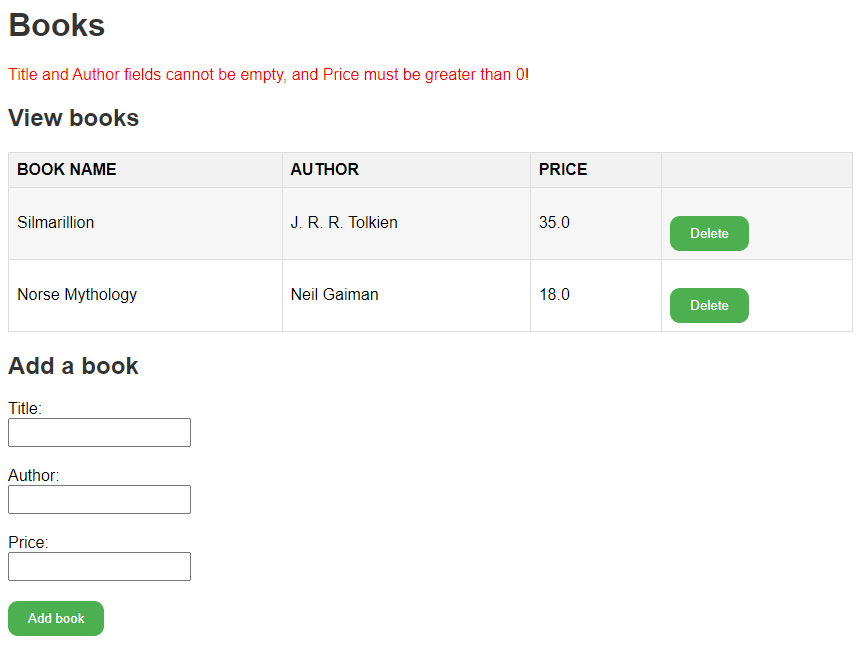 Books
Title and Author fields cannot be empty, and Price must be greater than 0!
View books
BOOK NAME AUTHOR PRICE
Silmarillion J. R. R. Tolkien 35.0 Delete
Norse Mythology Neil Gaiman 18.0 Delete
Add a book
Title:
Author:
Price:
Add book